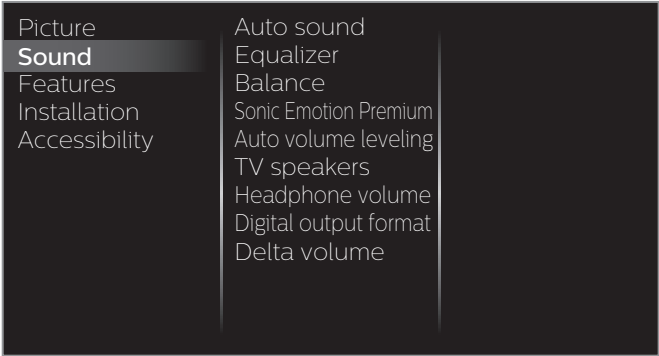 Picture
Sound
Features
Installation
Accessibility
Auto sound
Equalizer
Balance
Sonic Emotion Premium
Auto volume leveling
TV speakers
Headphone volume
Digital output format
Delta volume